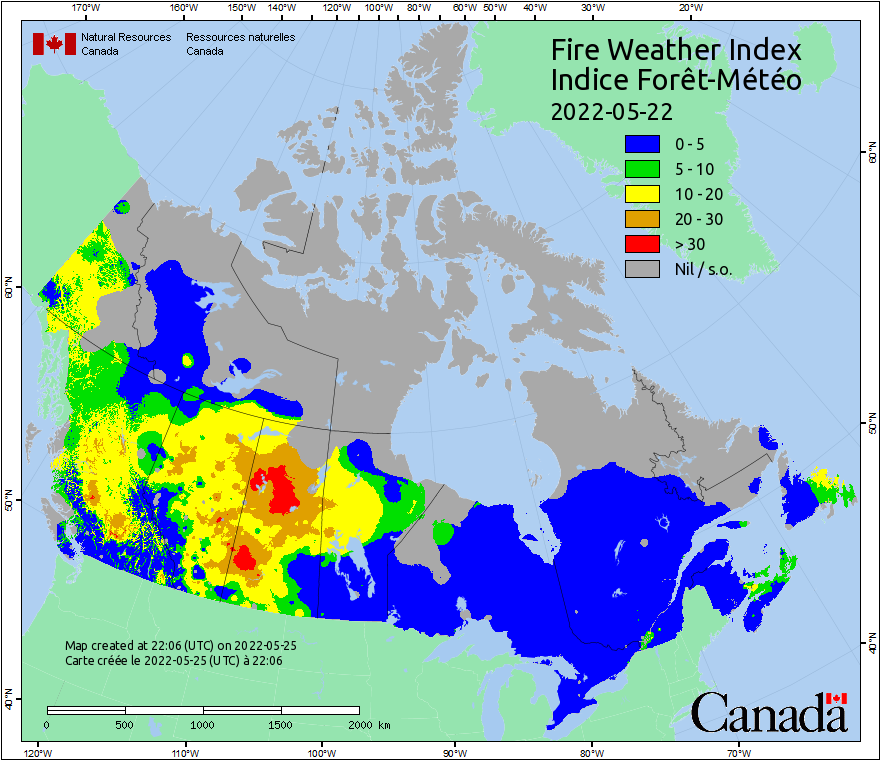 170°W 160°W 150°W 140°W 130°W 120°W 110°W 100°W 90°W 80°W 70°W 60°W 50°W 40°W 30°W 20°W
Natural Resources Ressources naturelles
Canada Canada
Fire Weather Index
Indice Forêt-Météo
2022-05-22
0 - 5
5 - 10
10 - 20
20 - 30
> 30
Nil / s.o.
60°N
60°N
50°N
50°N
40°N
40°N
Map created at 22:06 (UTC) on 2022-05-25
Carte créée le 2022-05-25 (UTC) à 22:06
0 500 1000 1500 2000 km
Canada
120°W 110°W 100°W 90°W 80°W 70°W